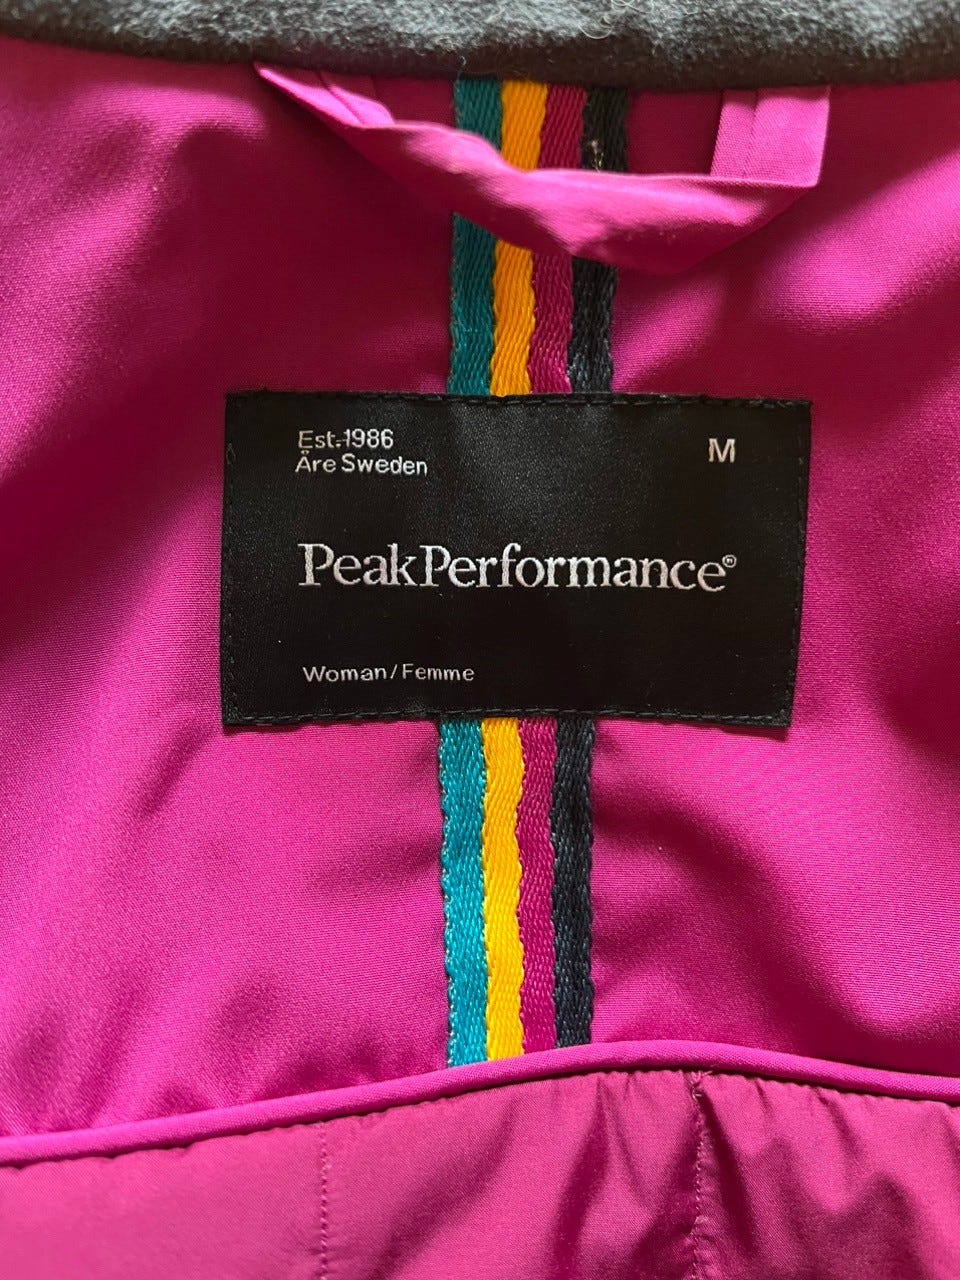 Est.1986
Åre Sweden
M
PeakPerformance®
Woman/Femme